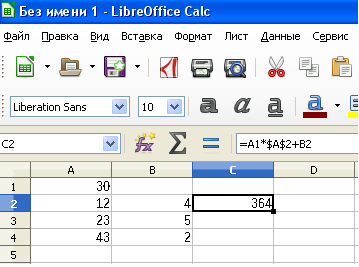 Без имени 1 - LibreOffice Calc
Файл Правка Вид Вставка Формат Лист Данные Сервис
Liberation Sans 10 a a a a
C2 Σ = =A1*$A$2+B2
A B C D
1 30
2 12 4 364
3 23 5
4 43 2
5